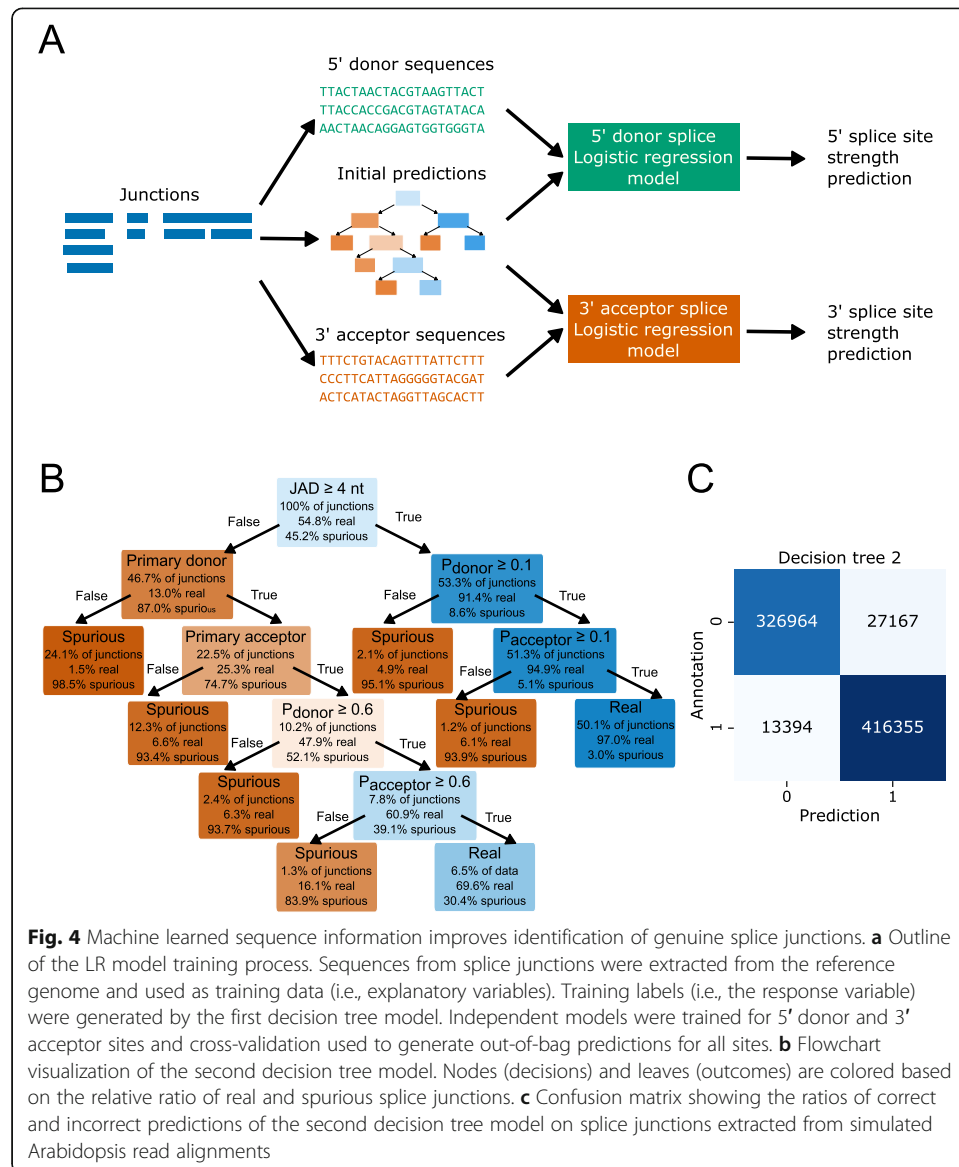 A
5' donor sequences
TTACTAACTACGTAAGTTACT
TTACCACCGACGTAGTATACA
AACTAACAGGAGTGGTGGGTA
Junctions
Initial predictions
3' acceptor sequences
TTTCTGTACAGTTTATTCTTT
CCCTTCATTAGGGGGTACGAT
ACTCATACTAGGTTAGCACTT
5' donor splice
Logistic regression
model
5' splice site
strength
prediction
3' acceptor splice
Logistic regression
model
3' splice site
strength
prediction
B
JAD ≥ 4 nt
100% of junctions
54.8% real
45.2% spurious
False
True
Primary donor
46.7% of junctions
13.0% real
87.0% spurious
Pdonor ≥ 0.1
53.3% of junctions
91.4% real
8.6% spurious
False
True
False
True
Spurious
24.1% of junctions
1.5% real
98.5% spurious
Primary acceptor
22.5% of junctions
25.3% real
74.7% spurious
Spurious
2.1% of junctions
4.9% real
95.1% spurious
Pacceptor ≥ 0.1
51.3% of junctions
94.9% real
5.1% spurious
False
True
False
True
Spurious
12.3% of junctions
6.6% real
93.4% spurious
Pdonor ≥ 0.6
10.2% of junctions
47.9% real
52.1% spurious
Spurious
1.2% of junctions
6.1% real
93.9% spurious
Real
50.1% of junctions
97.0% real
3.0% spurious
False
True
Spurious
2.4% of junctions
6.3% real
93.7% spurious
Pacceptor ≥ 0.6
7.8% of junctions
60.9% real
39.1% spurious
False
True
Spurious
1.3% of junctions
16.1% real
83.9% spurious
Real
6.5% of data
69.6% real
30.4% spurious
C
Decision tree 2
Annotation
0
326964
27167
1
13394
416355
0
1
Prediction
Fig. 4 Machine learned sequence information improves identification of genuine splice junctions. a Outline
of the LR model training process. Sequences from splice junctions were extracted from the reference
genome and used as training data (i.e., explanatory variables). Training labels (i.e., the response variable)
were generated by the first decision tree model. Independent models were trained for 5′ donor and 3′
acceptor sites and cross-validation used to generate out-of-bag predictions for all sites. b Flowchart
visualization of the second decision tree model. Nodes (decisions) and leaves (outcomes) are colored based
on the relative ratio of real and spurious splice junctions. c Confusion matrix showing the ratios of correct
and incorrect predictions of the second decision tree model on splice junctions extracted from simulated
Arabidopsis read alignments